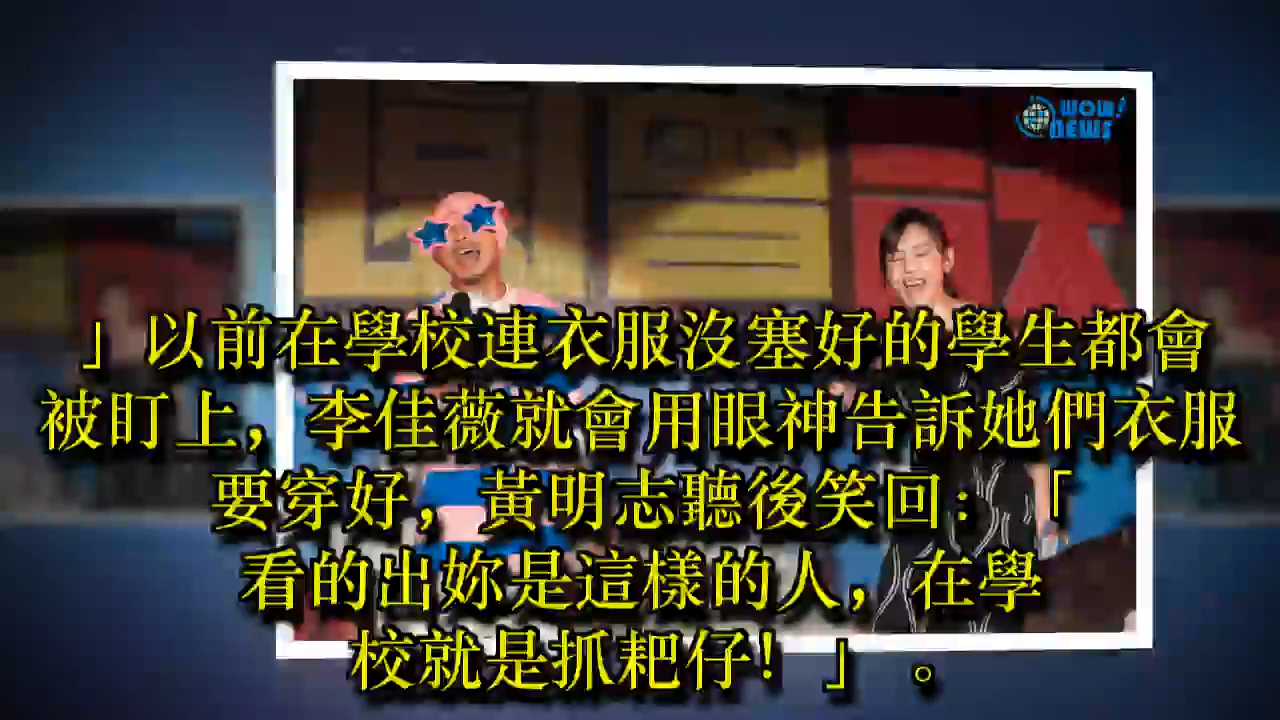 WOW!
NEWS
」以前在學校連衣服沒塞好的學生都會
被盯上，李佳薇就會用眼神告訴她們衣服
要穿好，黃明志聽後笑回：「
看的出妳是這樣的人，在學
校就是抓耙仔！」。